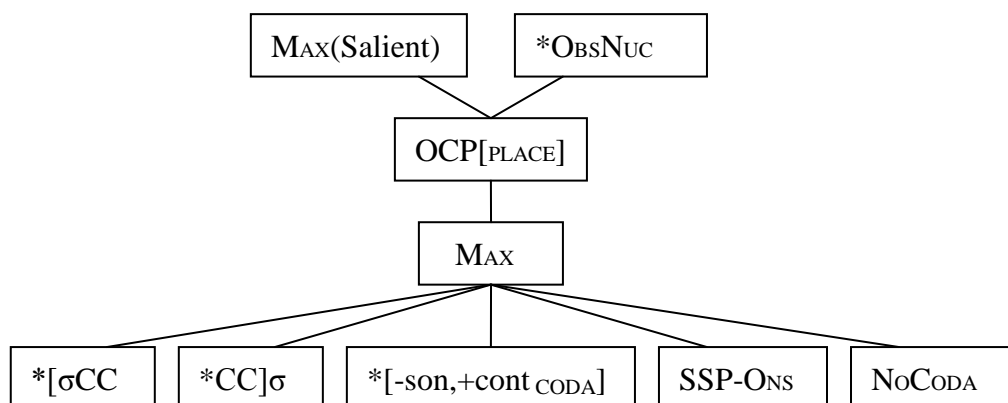 MAX(Salient) *OBSNUC
OCP[PLACE]
MAX
*[σCC *CC]σ *[-son,+cont CODA] SSP-ONS NOCODA